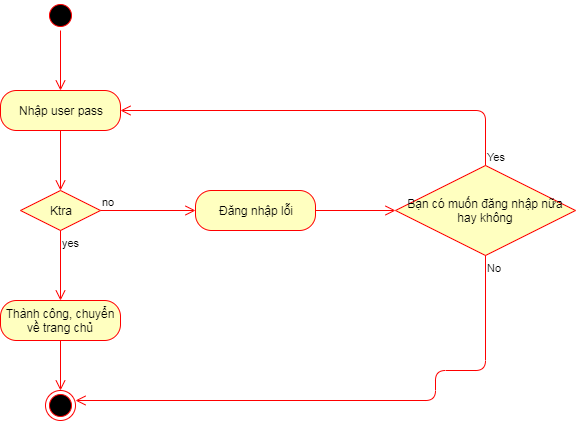 Nhập user pass
Yes
Ktra
no
Đăng nhập lỗi
Bạn có muốn đăng nhập nữa
hay không
yes
No
Thành công, chuyển
về trang chủ